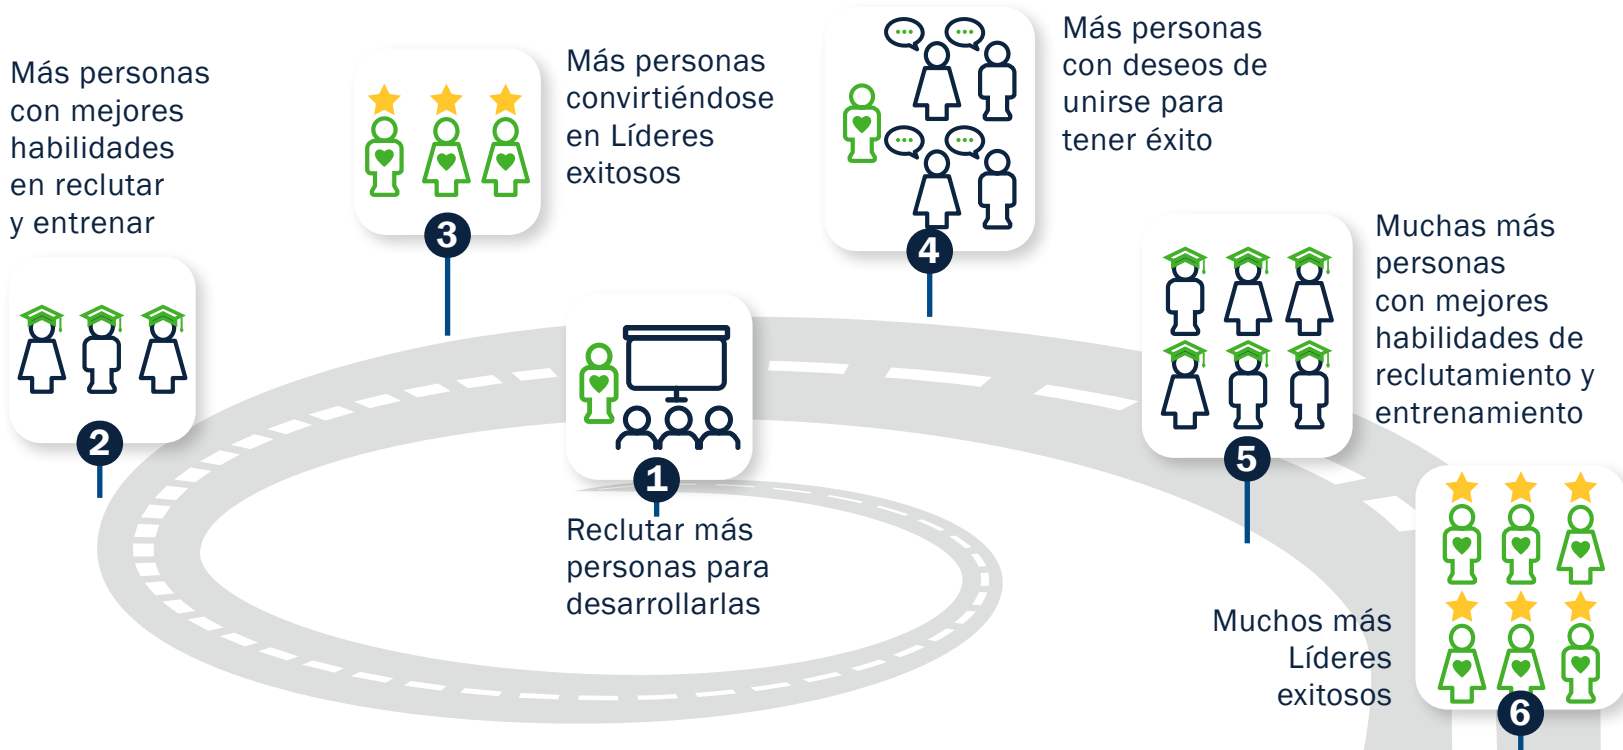 1
Reclutar más
personas para
desarrollarlas
2
Más personas
con mejores
habilidades
en reclutar
y entrenar
3
Más personas
convirtiéndose
en Líderes
exitosos
4
Más personas
con deseos de
unirse para
tener éxito
5
Muchas más
personas
con mejores
habilidades de
reclutamiento y
entrenamiento
6
Muchos más
Líderes
exitosos